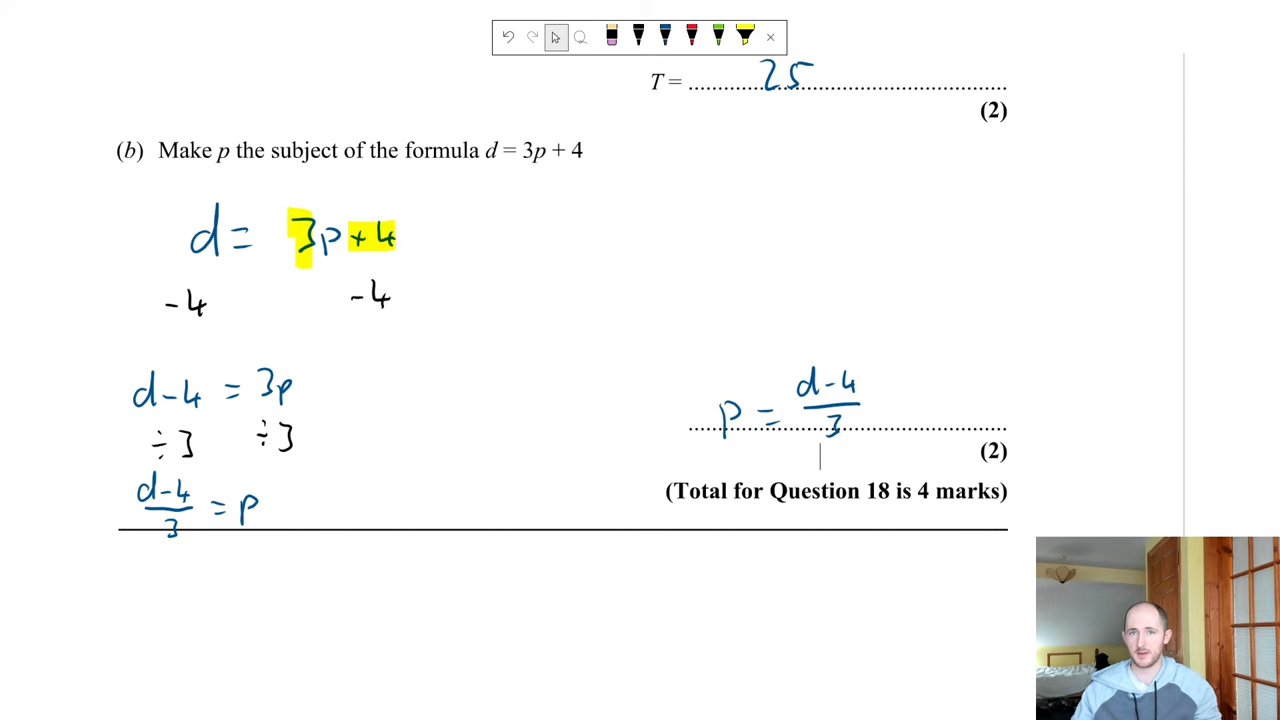 T = 25
(2)
(b) Make p the subject of the formula d = 3p + 4
d = 3p + 4
-4 -4
d-4 = 3p
÷3 ÷3
d-4/3 = p
p = d-4/3
(2)
(Total for Question 18 is 4 marks)